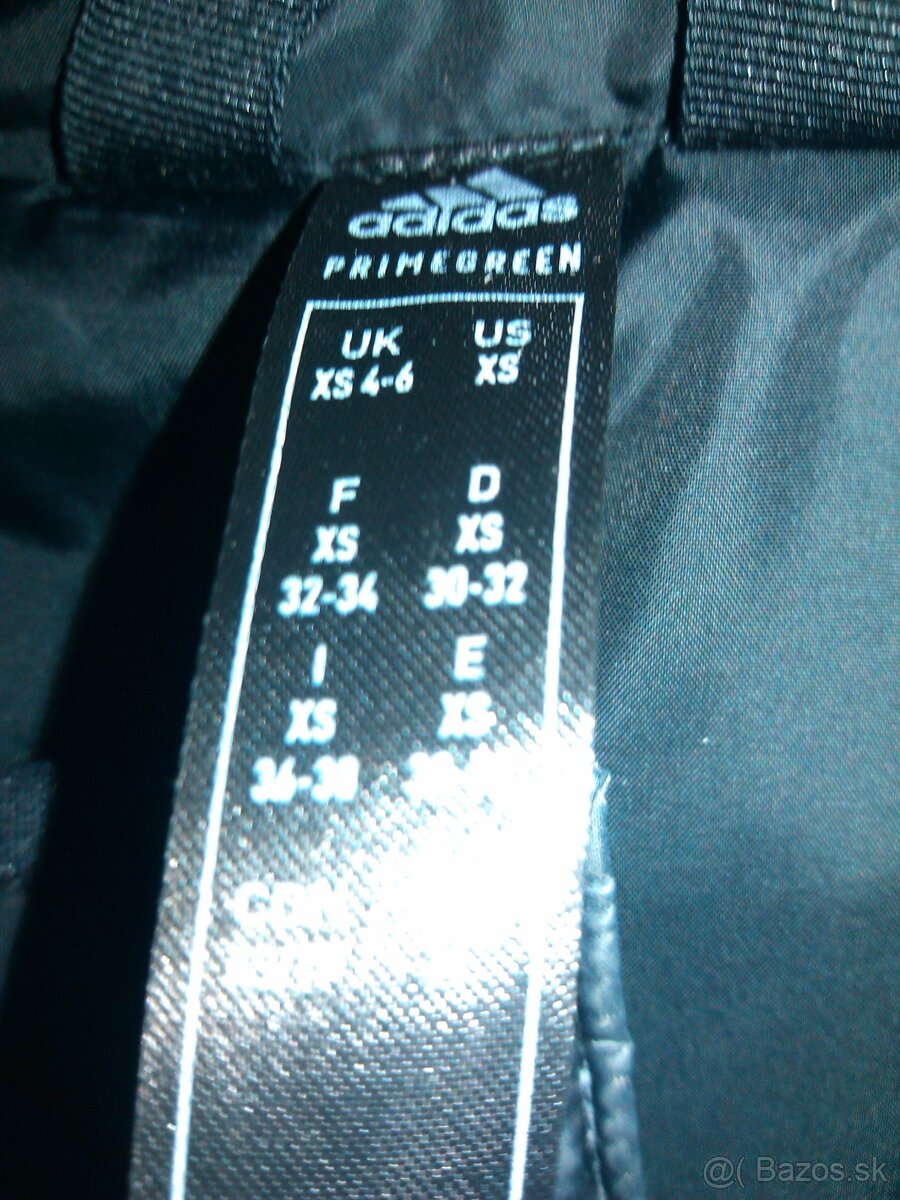 adidas
PRIMEGREEN
UK US
XS 4-6 XS
F D
XS XS
32-34 30-32
I E
XS XS
36-38
@( Bazos.sk